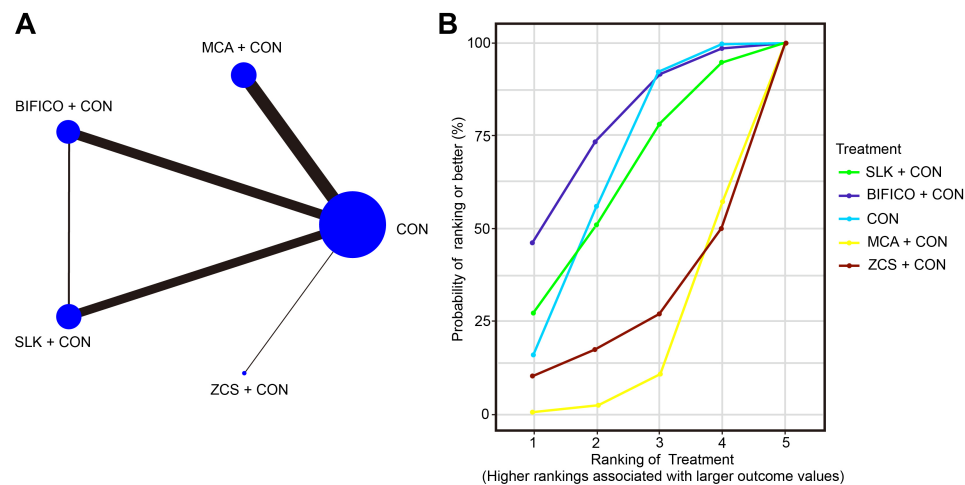 A
MCA + CON
BIFICO + CON
CON
SLK + CON
ZCS + CON
B
Probability of ranking or better (%)
100
75
50
25
0
1 2 3 4 5
Ranking of Treatment
(Higher rankings associated with larger outcome values)
Treatment
SLK + CON
BIFICO + CON
CON
MCA + CON
ZCS + CON